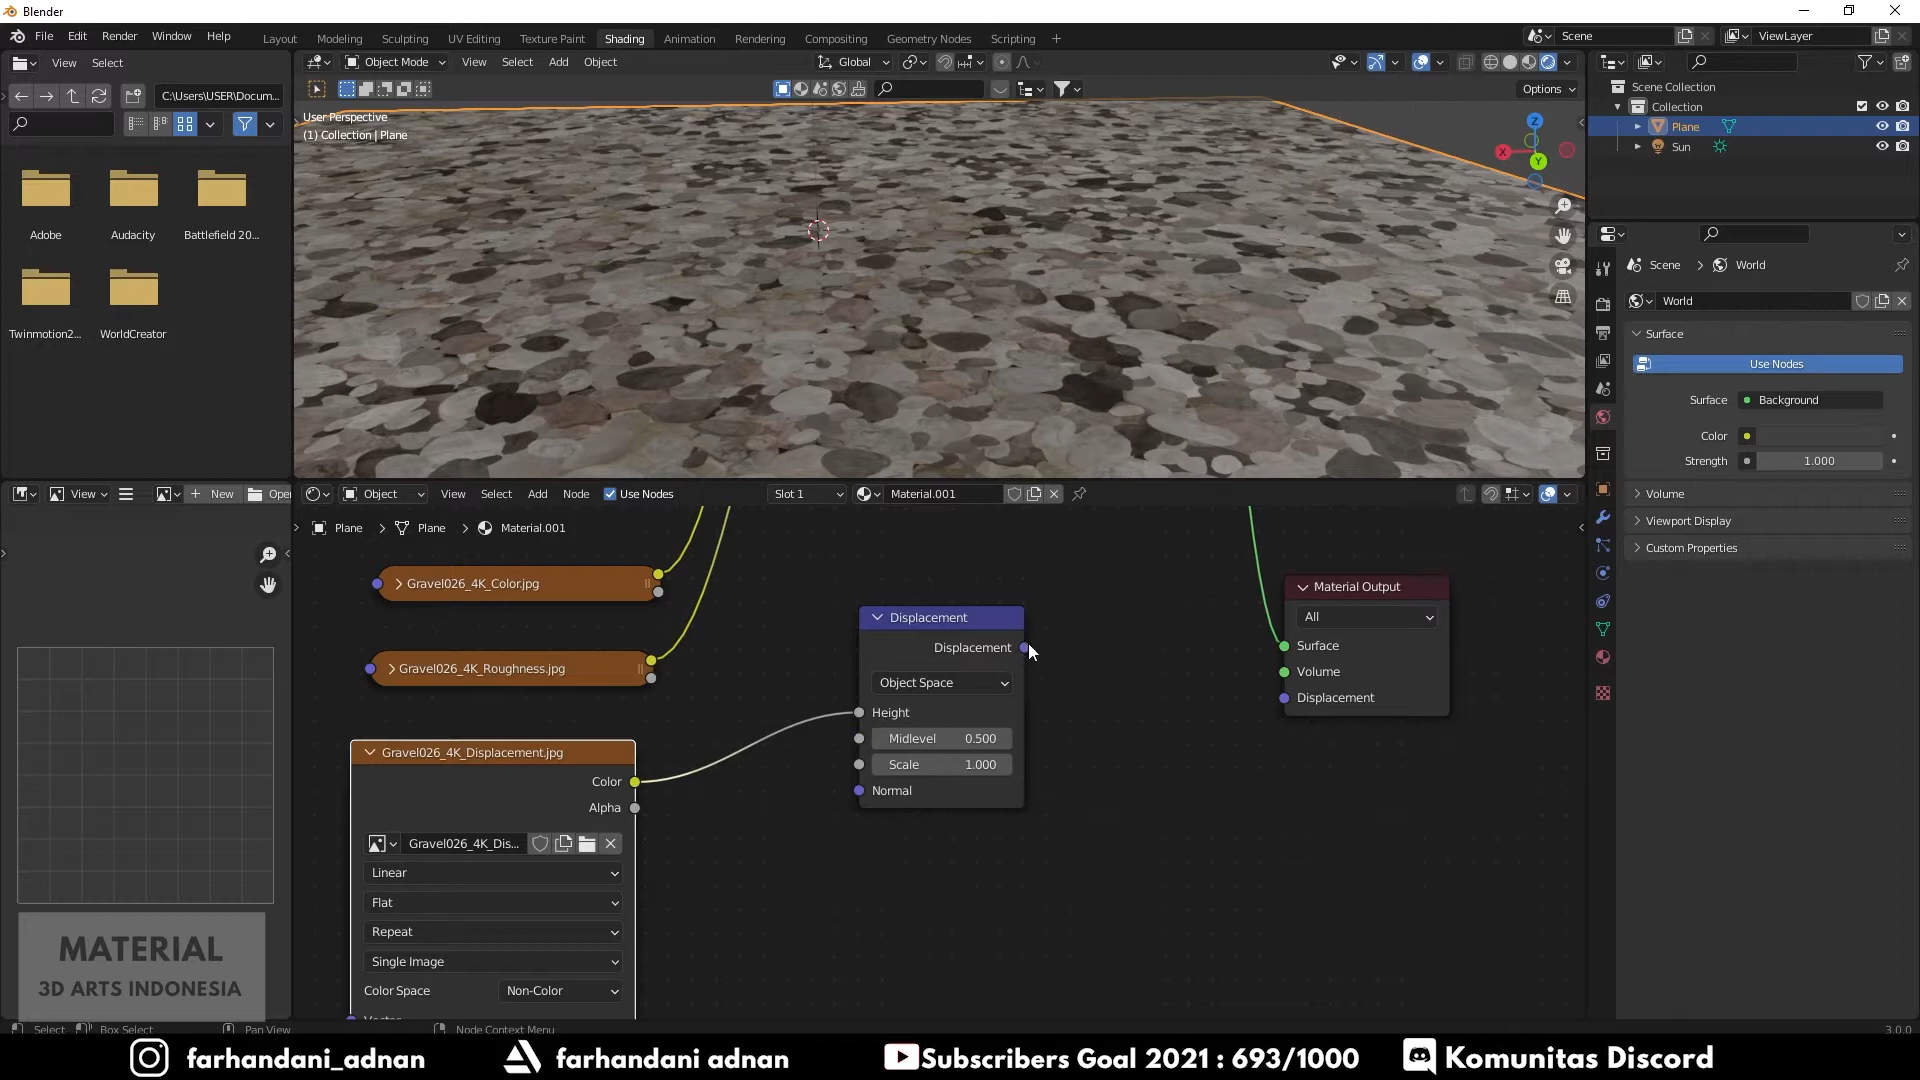 Blender
File Edit Render Window Help
Layout Modeling Sculpting UV Editing Texture Paint Shading Animation Rendering Compositing Geometry Nodes Scripting
Scene
ViewLayer
View Select
Object Mode View Select Add Object
Global
C:\Users\USER\Docum...
Options
User Perspective
(1) Collection | Plane
Z
X
Y
Scene Collection
Collection
Plane
Sun
Adobe
Audacity
Battlefield 20...
Twinmotion2...
WorldCreator
Scene > World
World
Surface
Use Nodes
Surface Background
Color
Strength 1.000
Volume
Viewport Display
Custom Properties
View
New
Open
Object View Select Add Node Use Nodes
Slot 1
Material.001
Plane > Plane > Material.001
Gravel026_4K_Color.jpg
Gravel026_4K_Roughness.jpg
Gravel026_4K_Displacement.jpg
Color
Alpha
Gravel026_4K_Dis...
Linear
Flat
Repeat
Single Image
Color Space Non-Color
Vector
Displacement
Displacement
Object Space
Height
Midlevel 0.500
Scale 1.000
Normal
Material Output
All
Surface
Volume
Displacement
MATERIAL
3D ARTS INDONESIA
Select Box Select Pan View Node Context Menu
3.0.0
farhandani_adnan farhandani adnan Subscribers Goal 2021 : 693/1000 Komunitas Discord